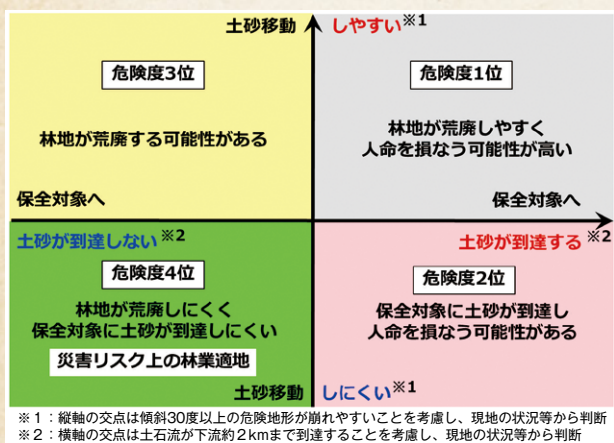 土砂移動 しやすい※1
危険度3位
林地が荒廃する可能性がある
保全対象へ
危険度1位
林地が荒廃しやすく
人命を損なう可能性が高い
保全対象へ
土砂が到達しない※2
土砂が到達する※2
危険度4位
林地が荒廃しにくく
保全対象に土砂が到達しにくい
災害リスク上の林業適地
危険度2位
保全対象に土砂が到達し
人命を損なう可能性がある
土砂移動 しにくい※1
※1：縦軸の交点は傾斜30度以上の危険地形が崩れやすいことを考慮し、現地の状況等から判断
※2：横軸の交点は土石流が下流約2kmまで到達することを考慮し、現地の状況等から判断